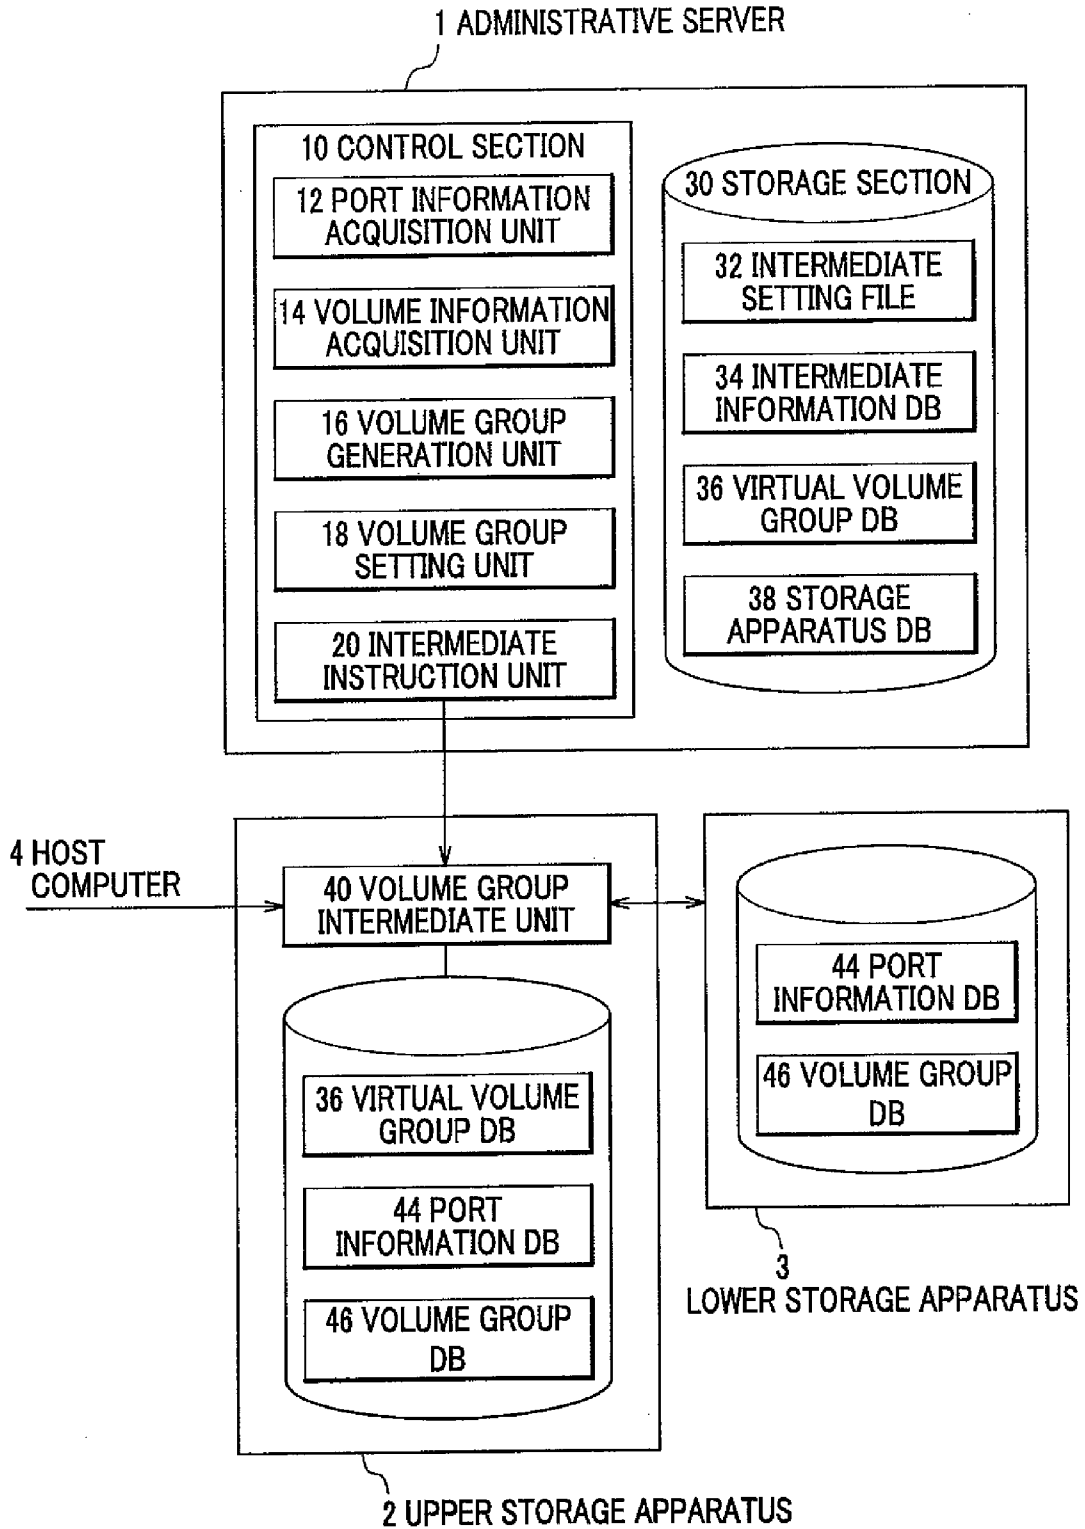 1 ADMINISTRATIVE SERVER
10 CONTROL SECTION
12 PORT INFORMATION
ACQUISITION UNIT
14 VOLUME INFORMATION
ACQUISITION UNIT
16 VOLUME GROUP
GENERATION UNIT
18 VOLUME GROUP
SETTING UNIT
20 INTERMEDIATE
INSTRUCTION UNIT
30 STORAGE SECTION
32 INTERMEDIATE
SETTING FILE
34 INTERMEDIATE
INFORMATION DB
36 VIRTUAL VOLUME
GROUP DB
38 STORAGE
APPARATUS DB
4 HOST
COMPUTER
40 VOLUME GROUP
INTERMEDIATE UNIT
36 VIRTUAL VOLUME
GROUP DB
44 PORT
INFORMATION DB
46 VOLUME GROUP
DB
2 UPPER STORAGE APPARATUS
44 PORT
INFORMATION DB
46 VOLUME GROUP
DB
3
LOWER STORAGE APPARATUS